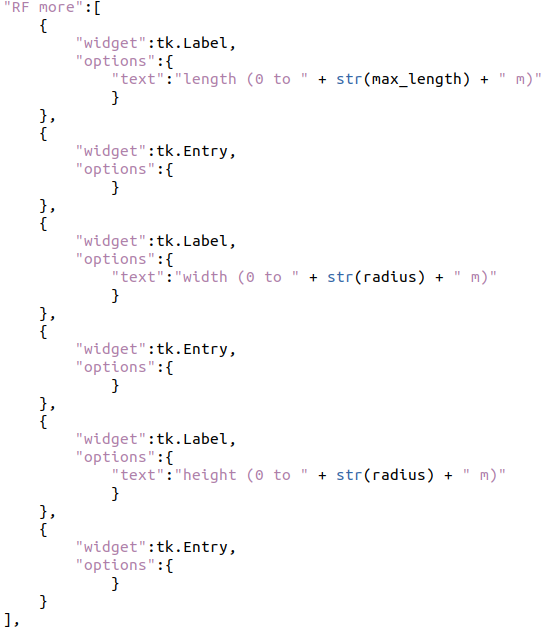 "RF more":[
    {
        "widget":tk.Label,
        "options":{
            "text":"length (0 to " + str(max_length) + " m)"
            }
    },
    {
        "widget":tk.Entry,
        "options":{
            }
    },
    {
        "widget":tk.Label,
        "options":{
            "text":"width (0 to " + str(radius) + " m)"
            }
    },
    {
        "widget":tk.Entry,
        "options":{
            }
    },
    {
        "widget":tk.Label,
        "options":{
            "text":"height (0 to " + str(radius) + " m)"
            }
    },
    {
        "widget":tk.Entry,
        "options":{
            }
    }
],